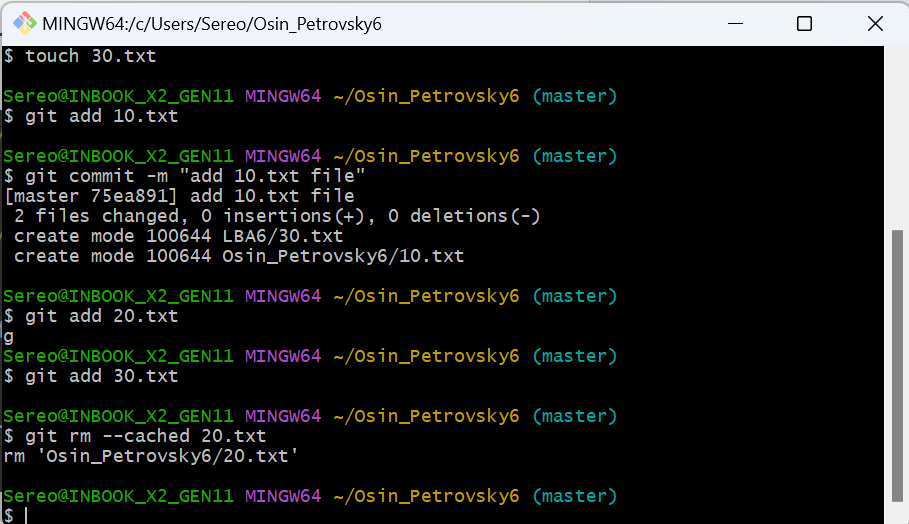 MINGW64:/c/Users/Sereo/Osin_Petrovsky6
$ touch 30.txt
Sereo@INBOOK_X2_GEN11 MINGW64 ~/Osin_Petrovsky6 (master)
$ git add 10.txt
Sereo@INBOOK_X2_GEN11 MINGW64 ~/Osin_Petrovsky6 (master)
$ git commit -m "add 10.txt file"
[master 75ea891] add 10.txt file
 2 files changed, 0 insertions(+), 0 deletions(-)
 create mode 100644 LBA6/30.txt
 create mode 100644 Osin_Petrovsky6/10.txt
Sereo@INBOOK_X2_GEN11 MINGW64 ~/Osin_Petrovsky6 (master)
$ git add 20.txt
g
Sereo@INBOOK_X2_GEN11 MINGW64 ~/Osin_Petrovsky6 (master)
$ git add 30.txt
Sereo@INBOOK_X2_GEN11 MINGW64 ~/Osin_Petrovsky6 (master)
$ git rm --cached 20.txt
rm 'Osin_Petrovsky6/20.txt'
Sereo@INBOOK_X2_GEN11 MINGW64 ~/Osin_Petrovsky6 (master)
$